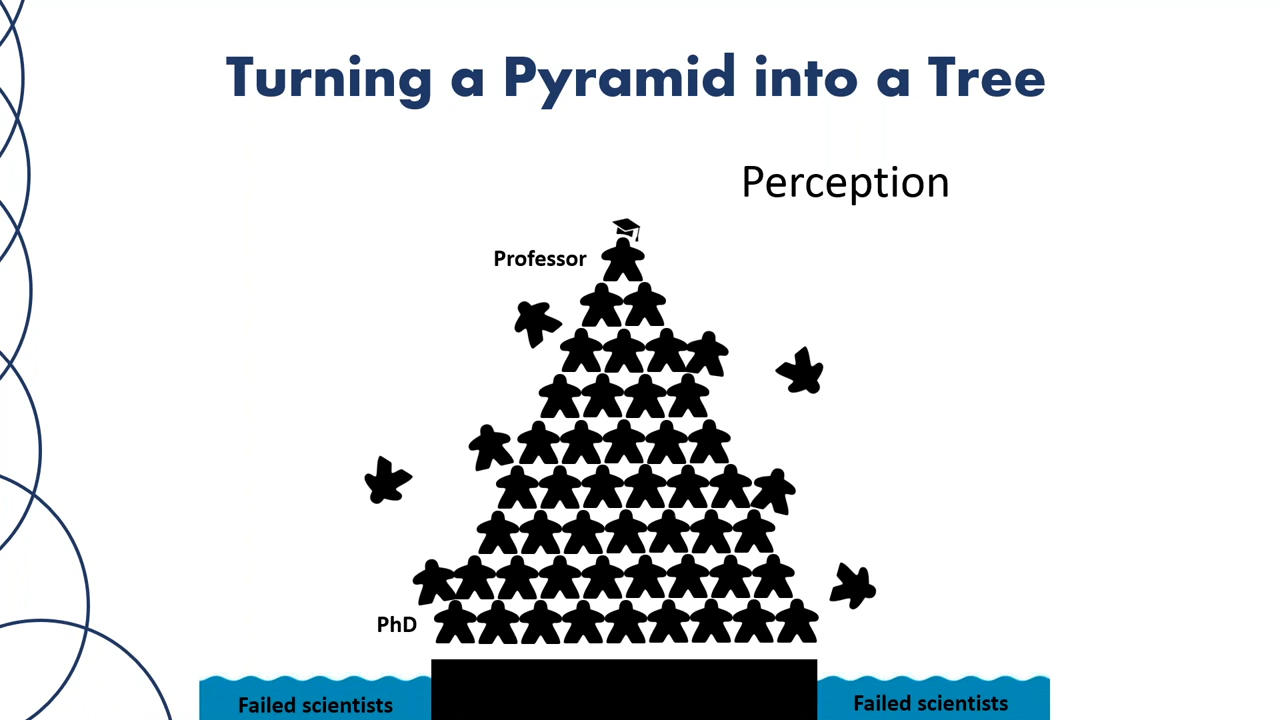 Turning a Pyramid into a Tree
Perception
Professor
PhD
Failed scientists
Failed scientists